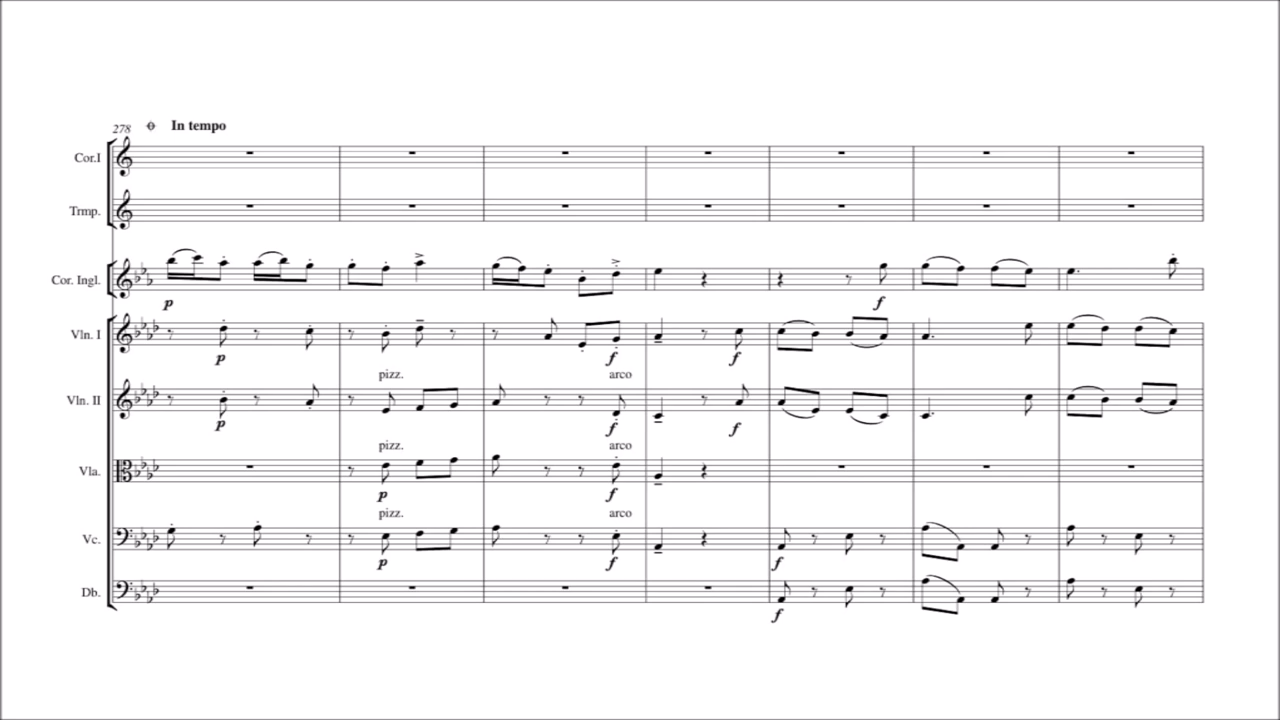 278 In tempo
Cor.I
Trmp.
Cor. Ingl.
p f
Vln. I
p f f
pizz. arco
Vln. II
p f f
pizz. arco
Vla.
p f
pizz. arco
Vc.
p f f
Db.
f